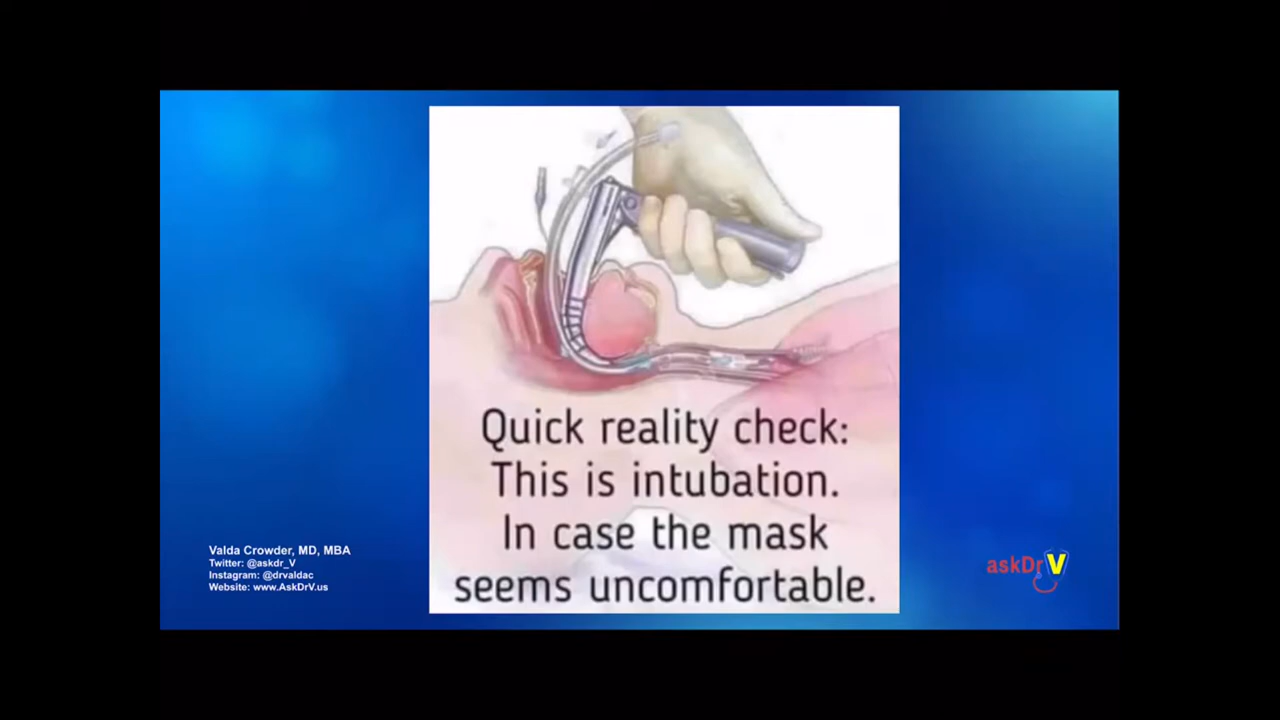 Quick reality check:
This is intubation.
In case the mask
seems uncomfortable.
Valda Crowder, MD, MBA
Twitter: @askdr_V
Instagram: @drvaldac
Website: www.AskDrV.us
askDrV